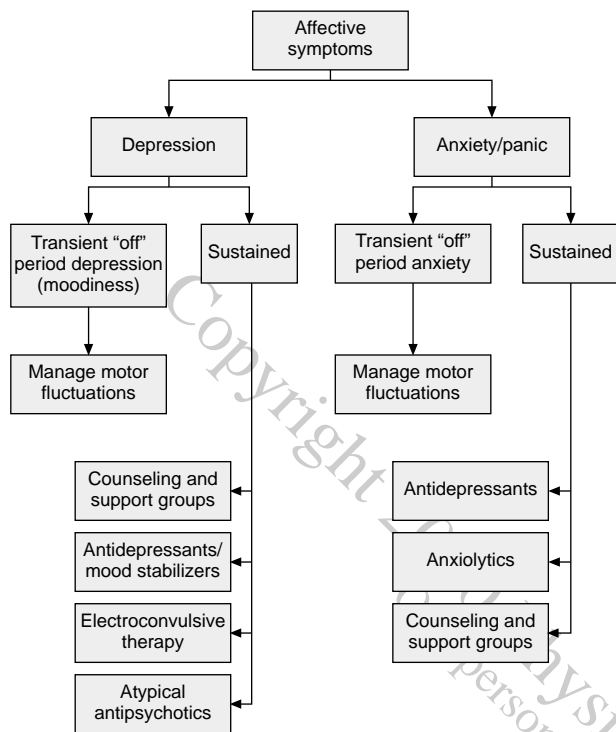 Affective
symptoms
Depression
Anxiety/panic
Transient “off”
period depression
(moodiness)
Sustained
Transient “off”
period anxiety
Sustained
Manage motor
fluctuations
Manage motor
fluctuations
Counseling and
support groups
Antidepressants/
mood stabilizers
Electroconvulsive
therapy
Atypical
antipsychotics
Antidepressants
Anxiolytics
Counseling and
support groups
Copyright